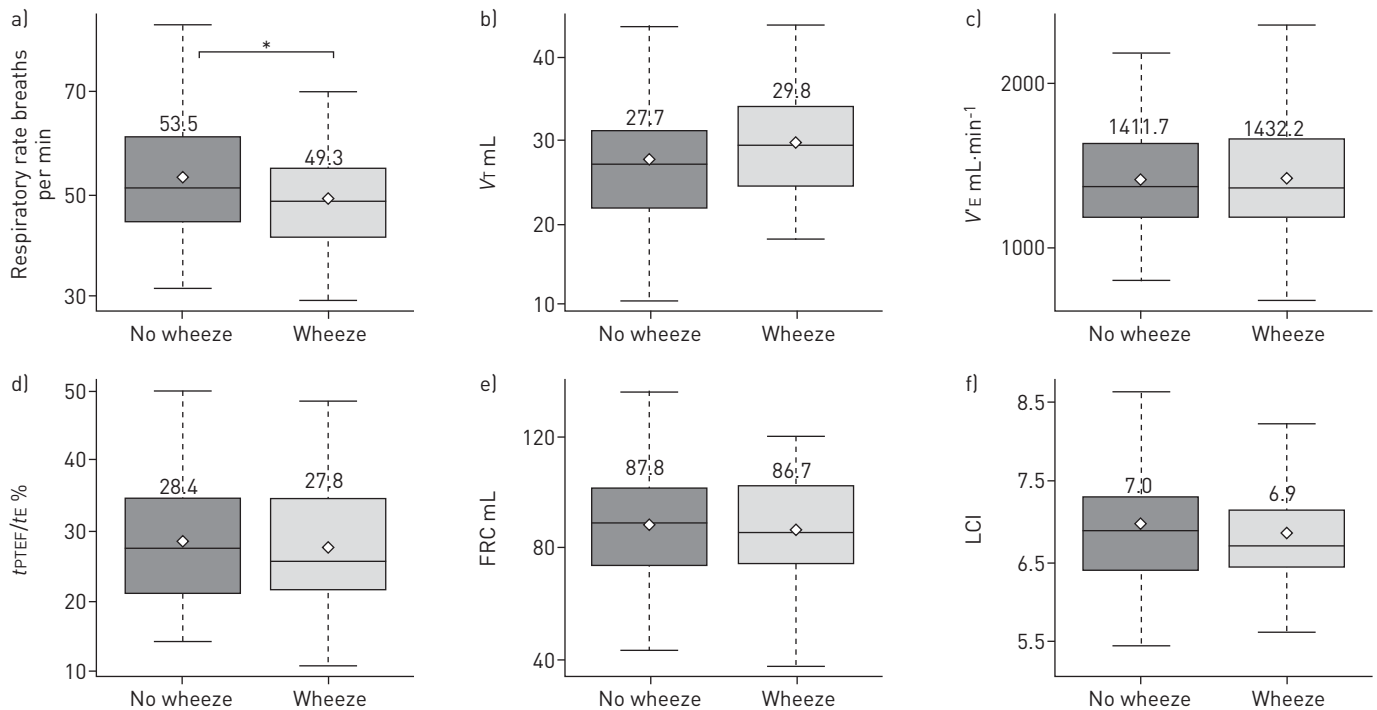 a)
Respiratory rate breaths
per min
70
50
30
*
53.5
49.3
No wheeze
Wheeze
b)
VT mL
40
30
20
10
27.7
29.8
No wheeze
Wheeze
c)
V'E mL·min-1
2000
1000
1411.7
1432.2
No wheeze
Wheeze
d)
tPTEF/tE %
50
40
30
20
10
28.4
27.8
No wheeze
Wheeze
e)
FRC mL
120
80
40
87.8
86.7
No wheeze
Wheeze
f)
LCI
8.5
7.5
6.5
5.5
7.0
6.9
No wheeze
Wheeze